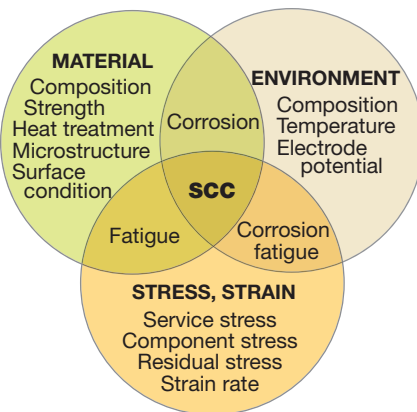 MATERIAL
Composition
Strength
Heat treatment
Microstructure
Surface
condition
Corrosion
ENVIRONMENT
Composition
Temperature
Electrode
potential
SCC
Fatigue
Corrosion
fatigue
STRESS, STRAIN
Service stress
Component stress
Residual stress
Strain rate